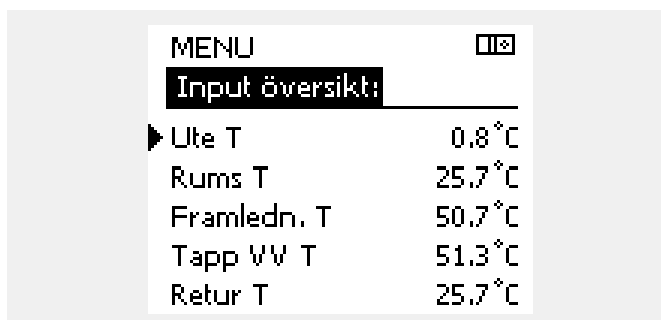 MENU
Input översikt:
Ute T 0.8°C
Rums T 25.7°C
Framledn. T 50.7°C
Tapp VV T 51.3°C
Retur T 25.7°C